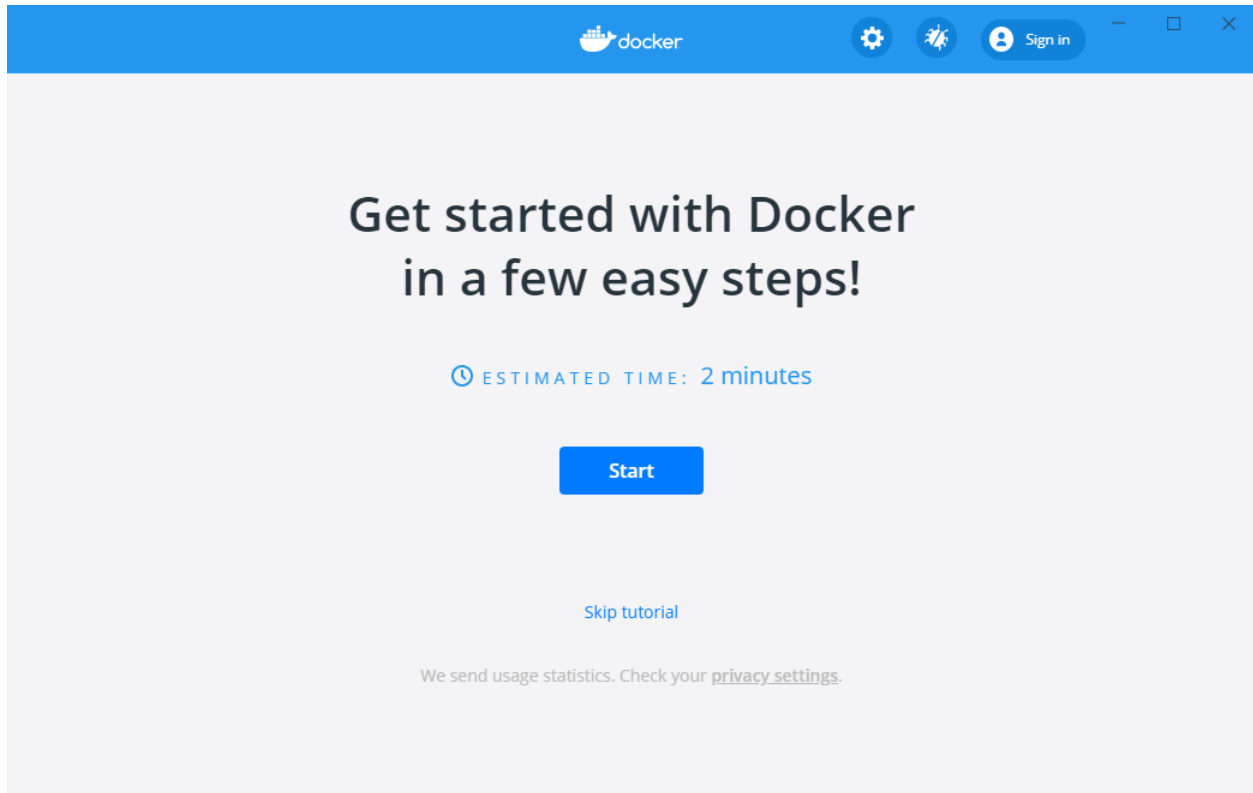 docker
Sign in
Get started with Docker
in a few easy steps!
ESTIMATED TIME: 2 minutes
Start
Skip tutorial
We send usage statistics. Check your privacy settings.